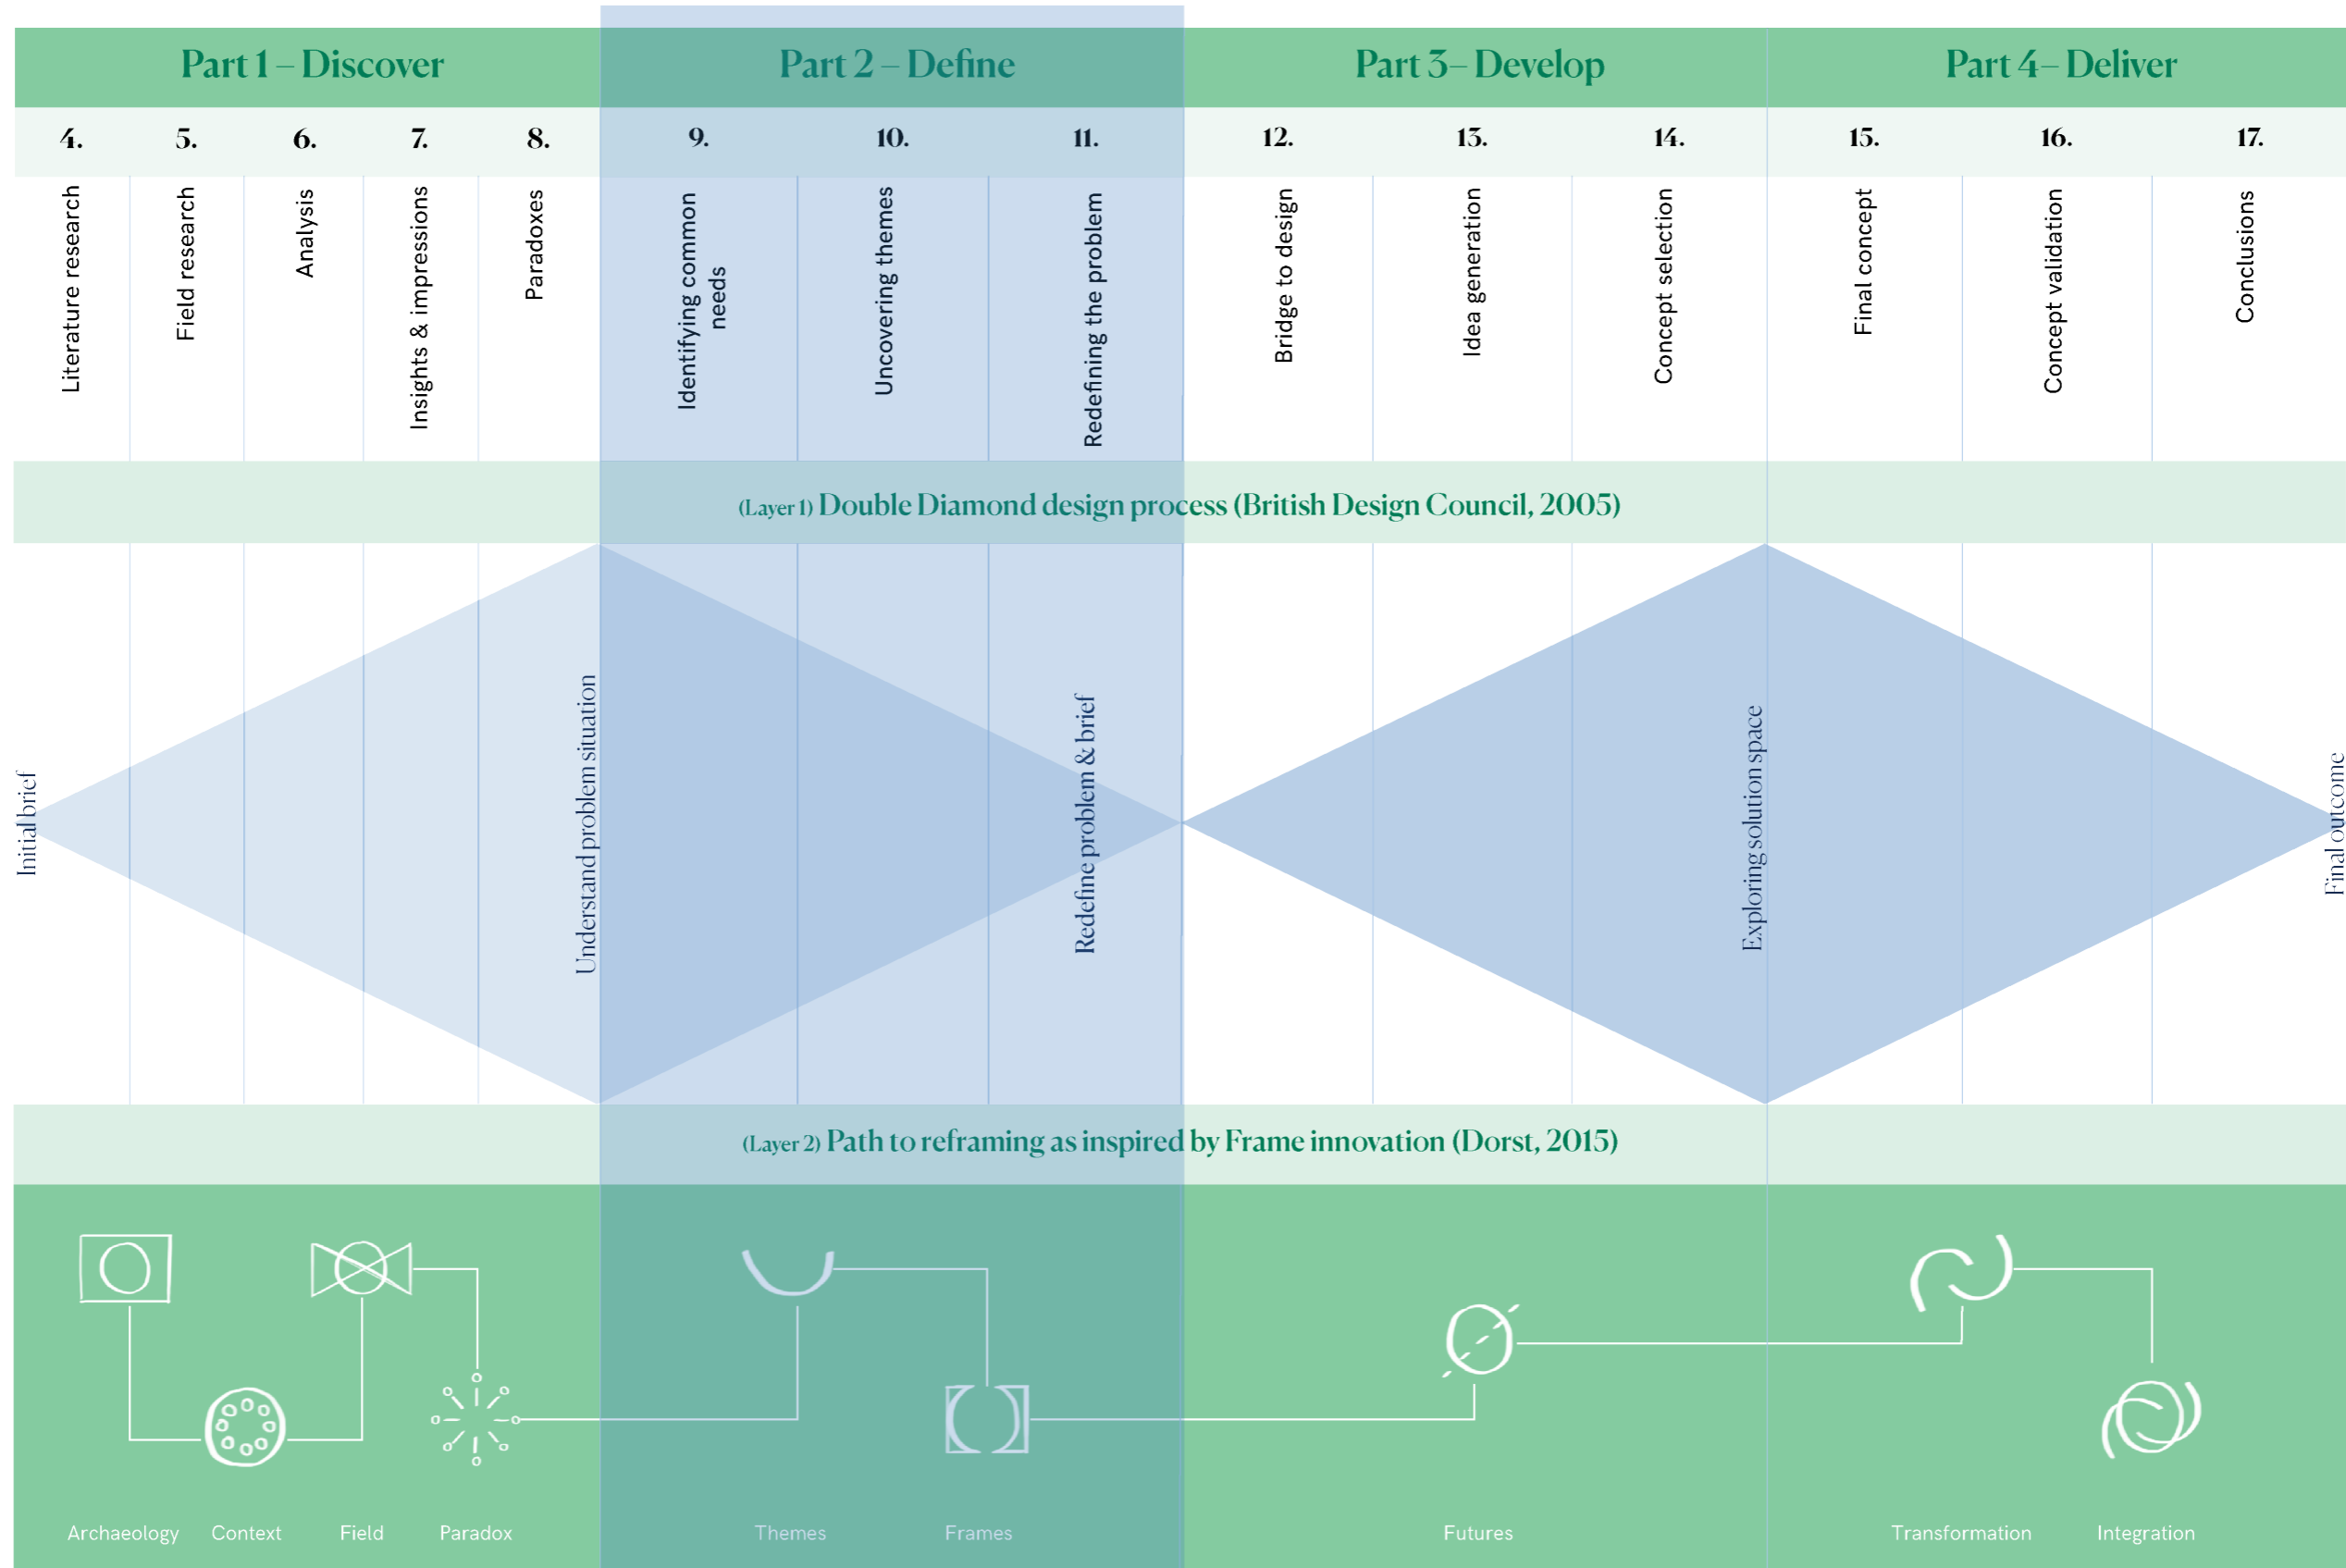 Part 1 – Discover
Part 2 – Define
Part 3– Develop
Part 4– Deliver
4.
5.
6.
7.
8.
9.
10.
11.
12.
13.
14.
15.
16.
17.
Literature research
Field research
Analysis
Insights & impressions
Paradoxes
Identifying common
needs
Uncovering themes
Redefining the problem
Bridge to design
Idea generation
Concept selection
Final concept
Concept validation
Conclusions
(Layer 1) Double Diamond design process (British Design Council, 2005)
Initial brief
Understand problem situation
Redefine problem & brief
Exploring solution space
Final outcome
(Layer 2) Path to reframing as inspired by Frame innovation (Dorst, 2015)
Archaeology
Context
Field
Paradox
Themes
Frames
Futures
Transformation
Integration